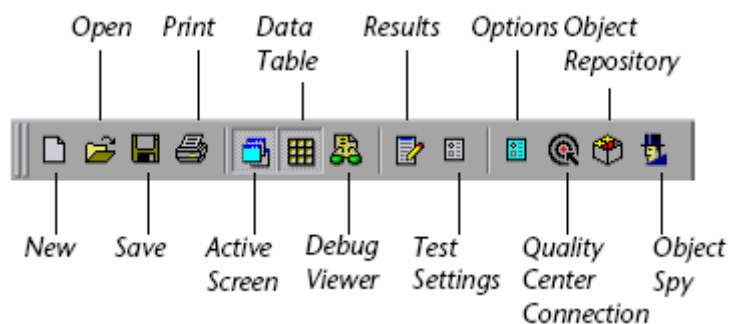 Open Print Data Table Results Options Object Repository
New Save Active Screen Debug Viewer Test Settings Quality Center Connection Object Spy